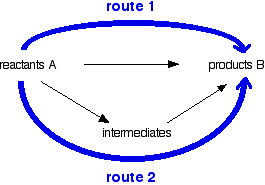 route 1
reactants A
products B
intermediates
route 2